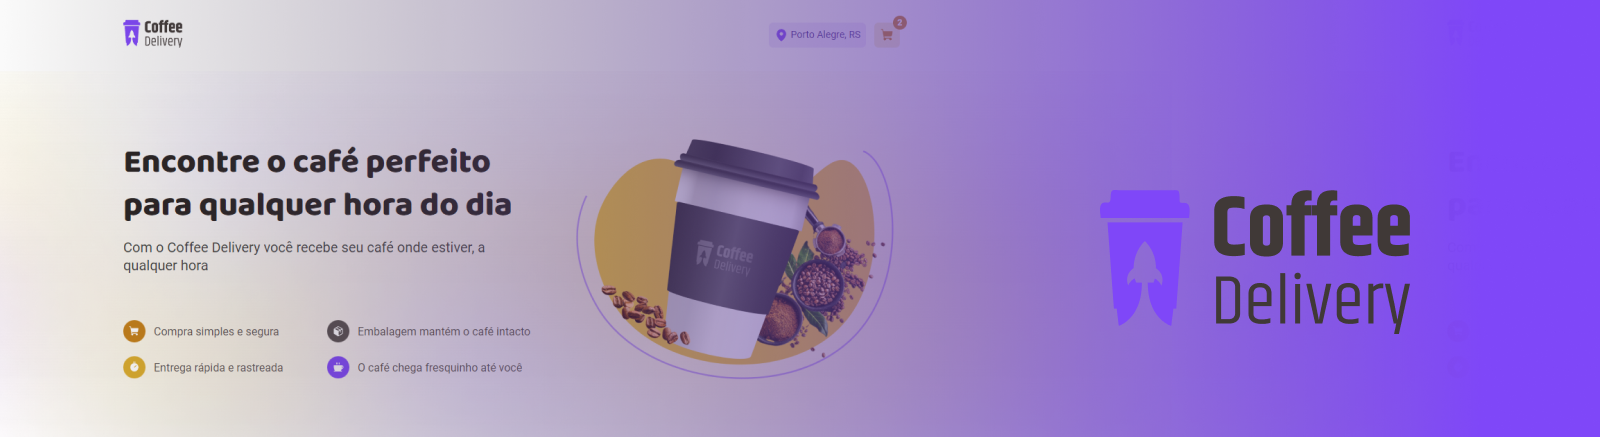 Coffee
Delivery
Porto Alegre, RS
2
Encontre o café perfeito
para qualquer hora do dia
Com o Coffee Delivery você recebe seu café onde estiver, a
qualquer hora
Compra simples e segura
Embalagem mantém o café intacto
Entrega rápida e rastreada
O café chega fresquinho até você
Coffee
Delivery
Coffee
Delivery